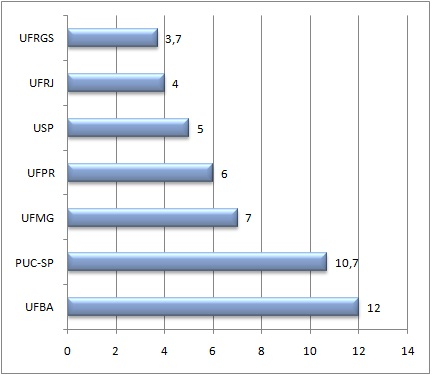 UFRGS 3,7
UFRJ 4
USP 5
UFPR 6
UFMG 7
PUC-SP 10,7
UFBA 12
0 2 4 6 8 10 12 14